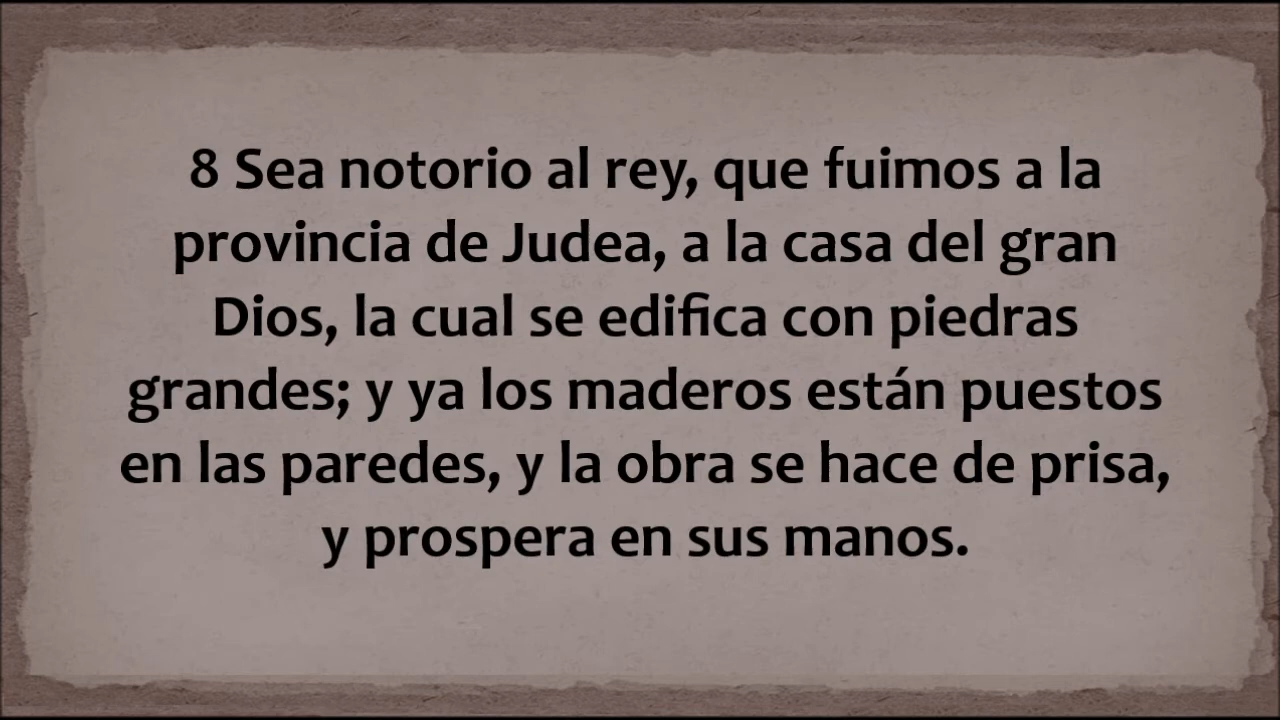 8 Sea notorio al rey, que fuimos a la
provincia de Judea, a la casa del gran
Dios, la cual se edifica con piedras
grandes; y ya los maderos están puestos
en las paredes, y la obra se hace de prisa,
y prospera en sus manos.